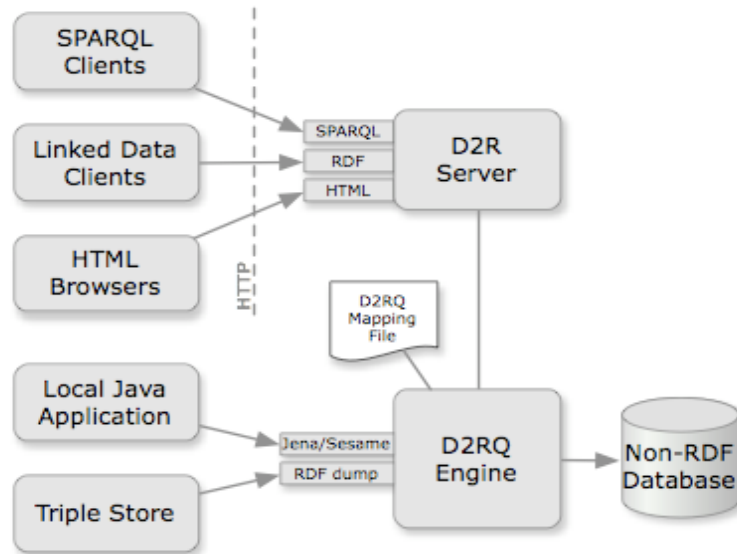 SPARQL
Clients
Linked Data
Clients
HTML
Browsers
HTTP
SPARQL
RDF
HTML
D2R
Server
D2RQ
Mapping
File
Local Java
Application
Triple Store
Jena/Sesame
RDF dump
D2RQ
Engine
Non-RDF
Database